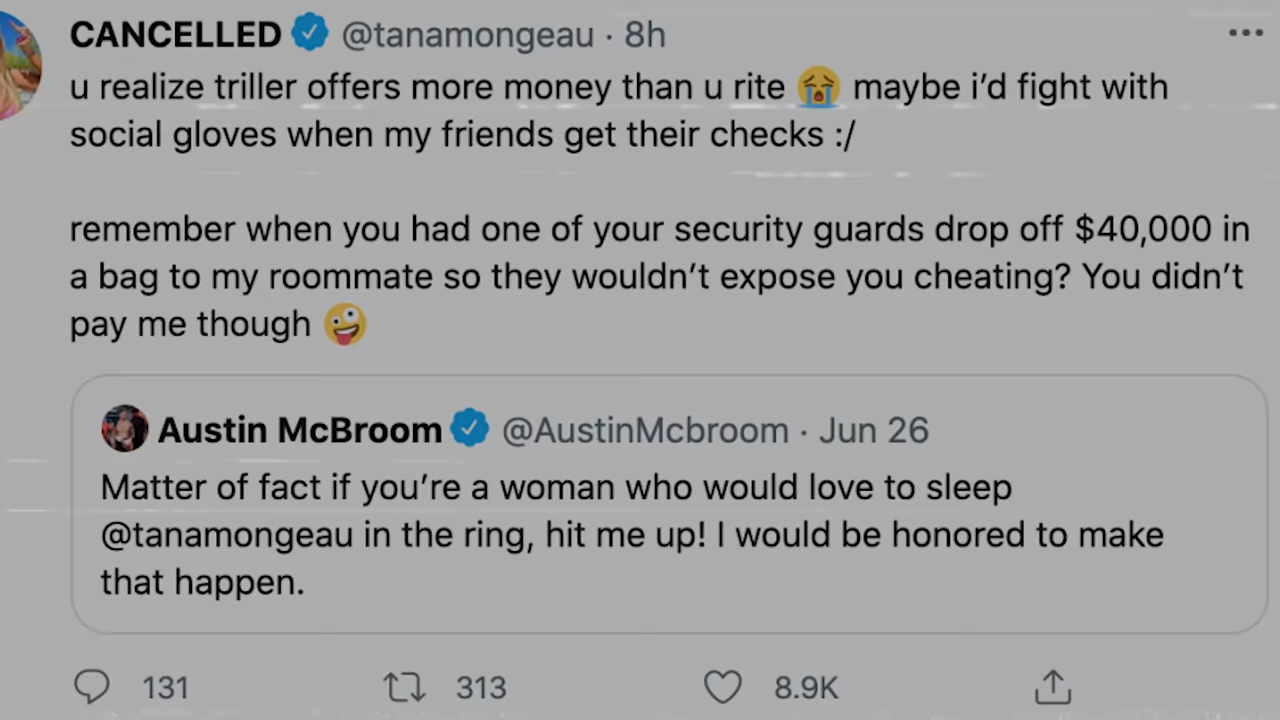 CANCELLED @tanamongeau · 8h
u realize triller offers more money than u rite 😭 maybe i'd fight with
social gloves when my friends get their checks :/
remember when you had one of your security guards drop off $40,000 in
a bag to my roommate so they wouldn't expose you cheating? You didn't
pay me though 🤪
Austin McBroom @AustinMcbroom · Jun 26
Matter of fact if you're a woman who would love to sleep
@tanamongeau in the ring, hit me up! I would be honored to make
that happen.
131 313 8.9K